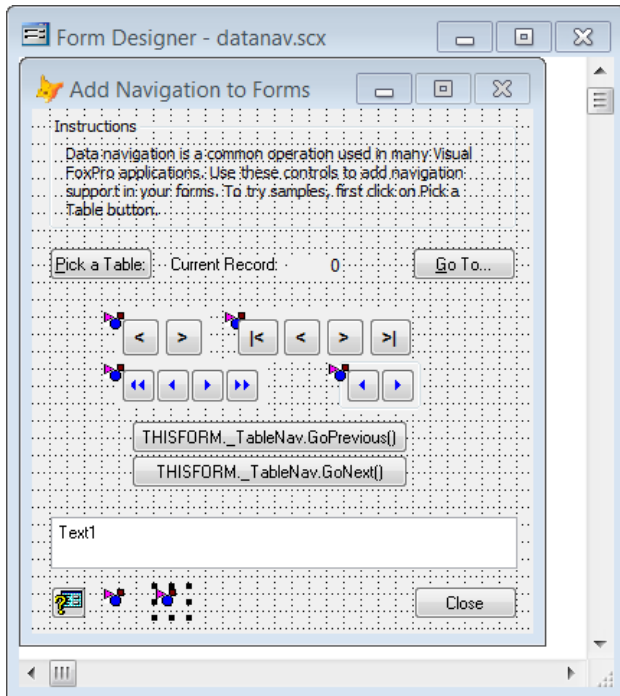 Form Designer - datanav.scx
Add Navigation to Forms
Instructions
Data navigation is a common operation used in many Visual
FoxPro applications. Use these controls to add navigation
support in your forms. To try samples, first click on Pick a
Table button.
Pick a Table: Current Record: 0 Go To...
< > |< < > >|
THISFORM._TableNav.GoPrevious()
THISFORM._TableNav.GoNext()
Text1
Close